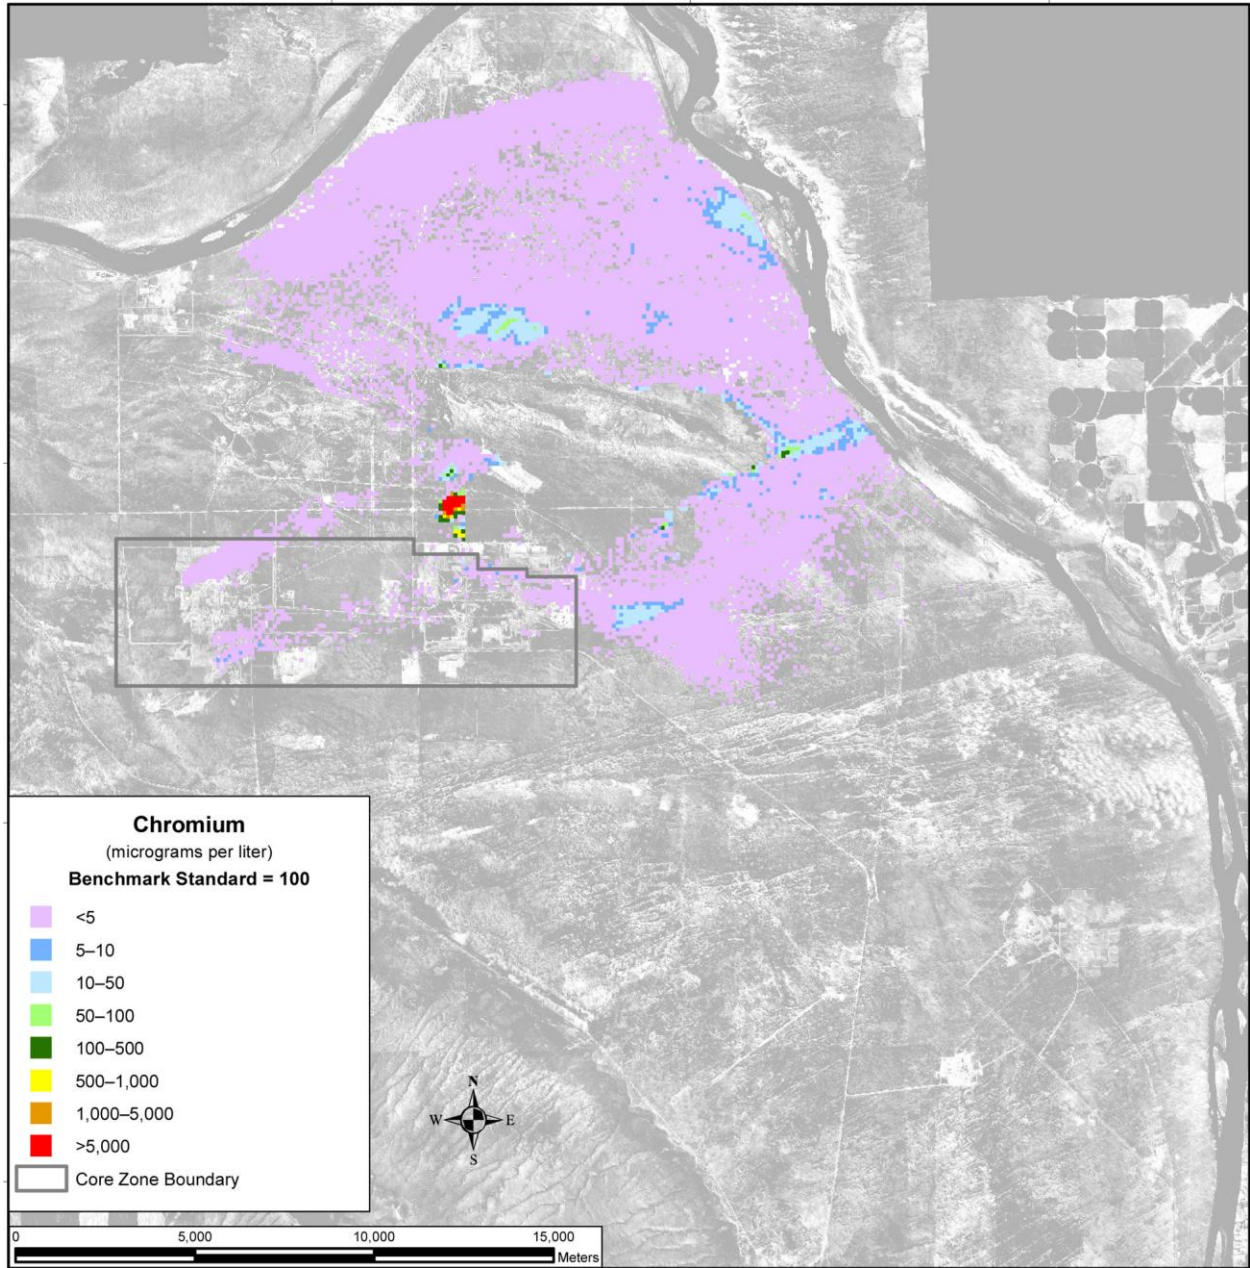 Chromium
(micrograms per liter)
Benchmark Standard = 100
<5
5–10
10–50
50–100
100–500
500–1,000
1,000–5,000
>5,000
Core Zone Boundary
N
W E
S
0 5,000 10,000 15,000
Meters